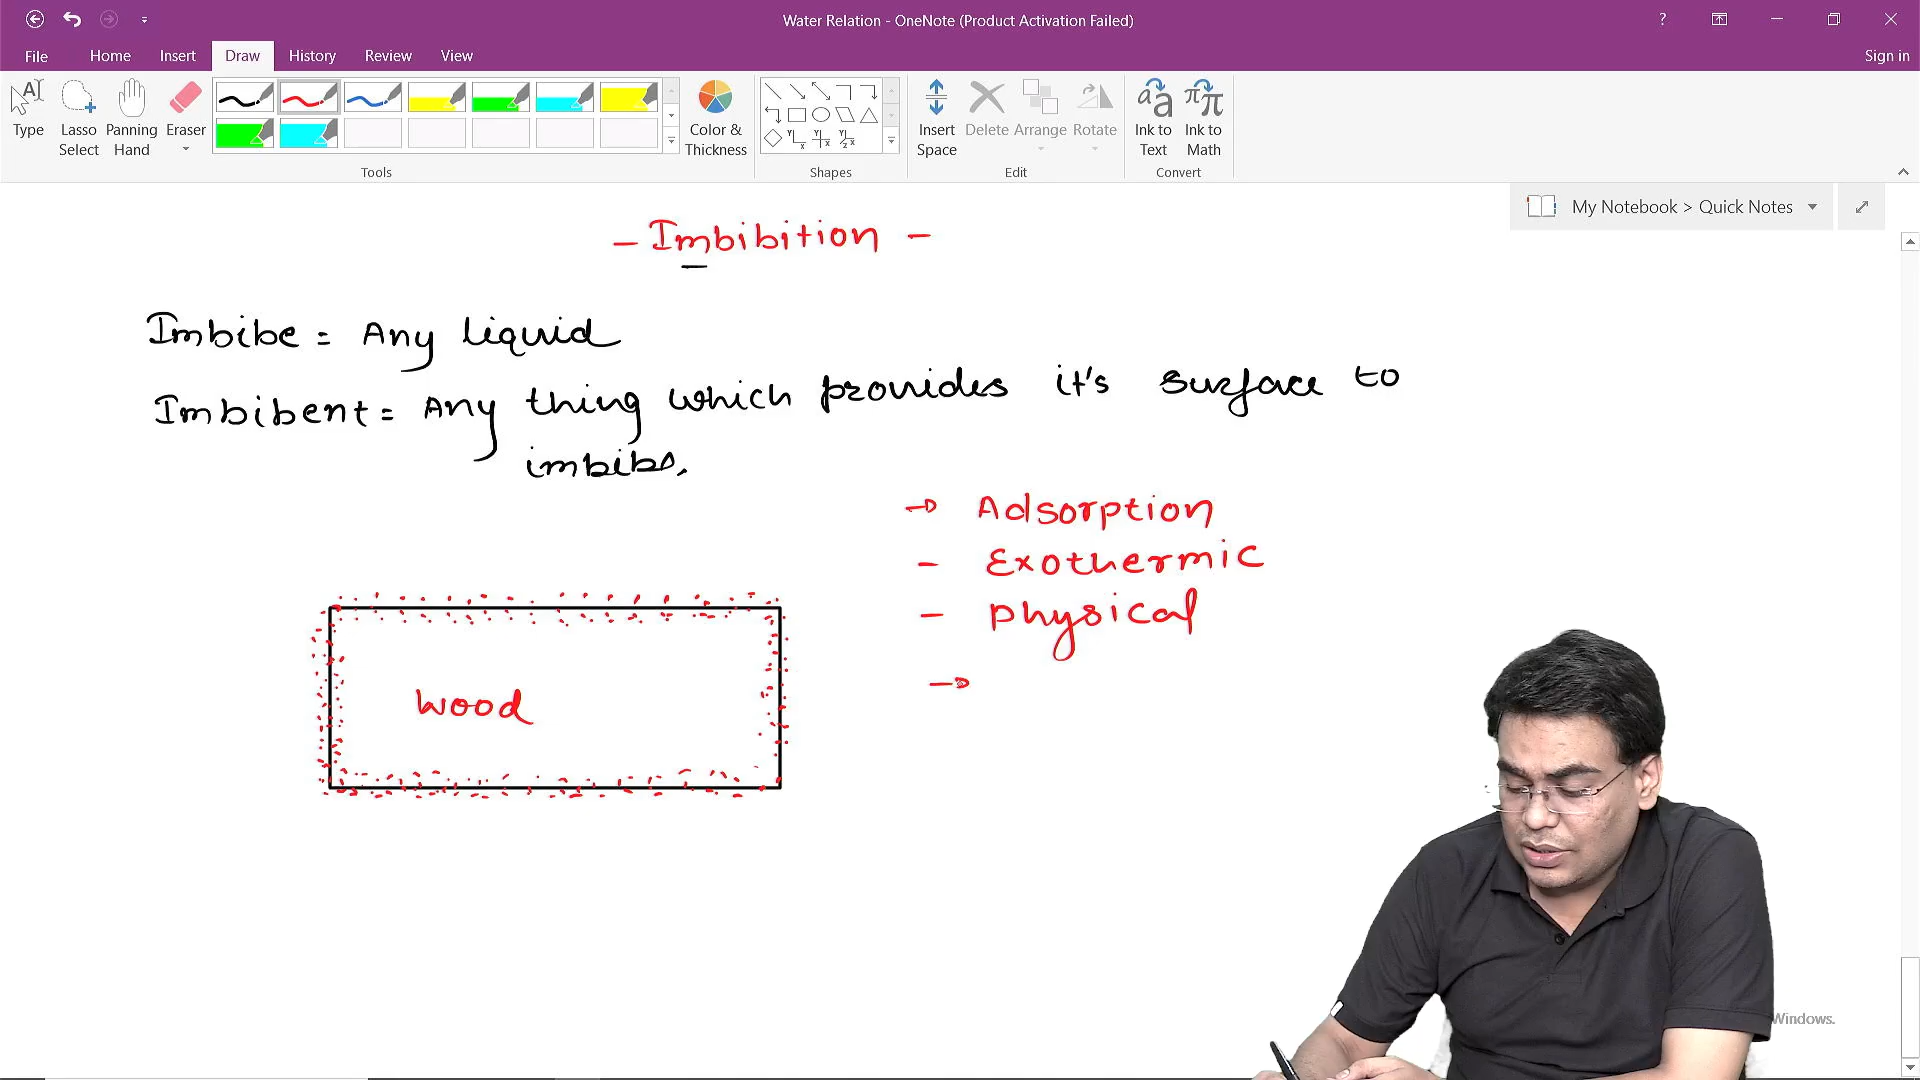 Water Relation - OneNote (Product Activation Failed)
?
File Home Insert Draw History Review View Sign in
Type
Lasso Select
Panning Hand
Eraser
Color & Thickness
Insert Space
Delete
Arrange
Rotate
Ink to Text
Ink to Math
Tools Shapes Edit Convert
My Notebook > Quick Notes
- Imbibition -
Imbibe = Any liquid
Imbibent = Any thing which provides it's surface to
imbibe.
→ Adsorption
- Exothermic
- Physical
→
wood
Windows.